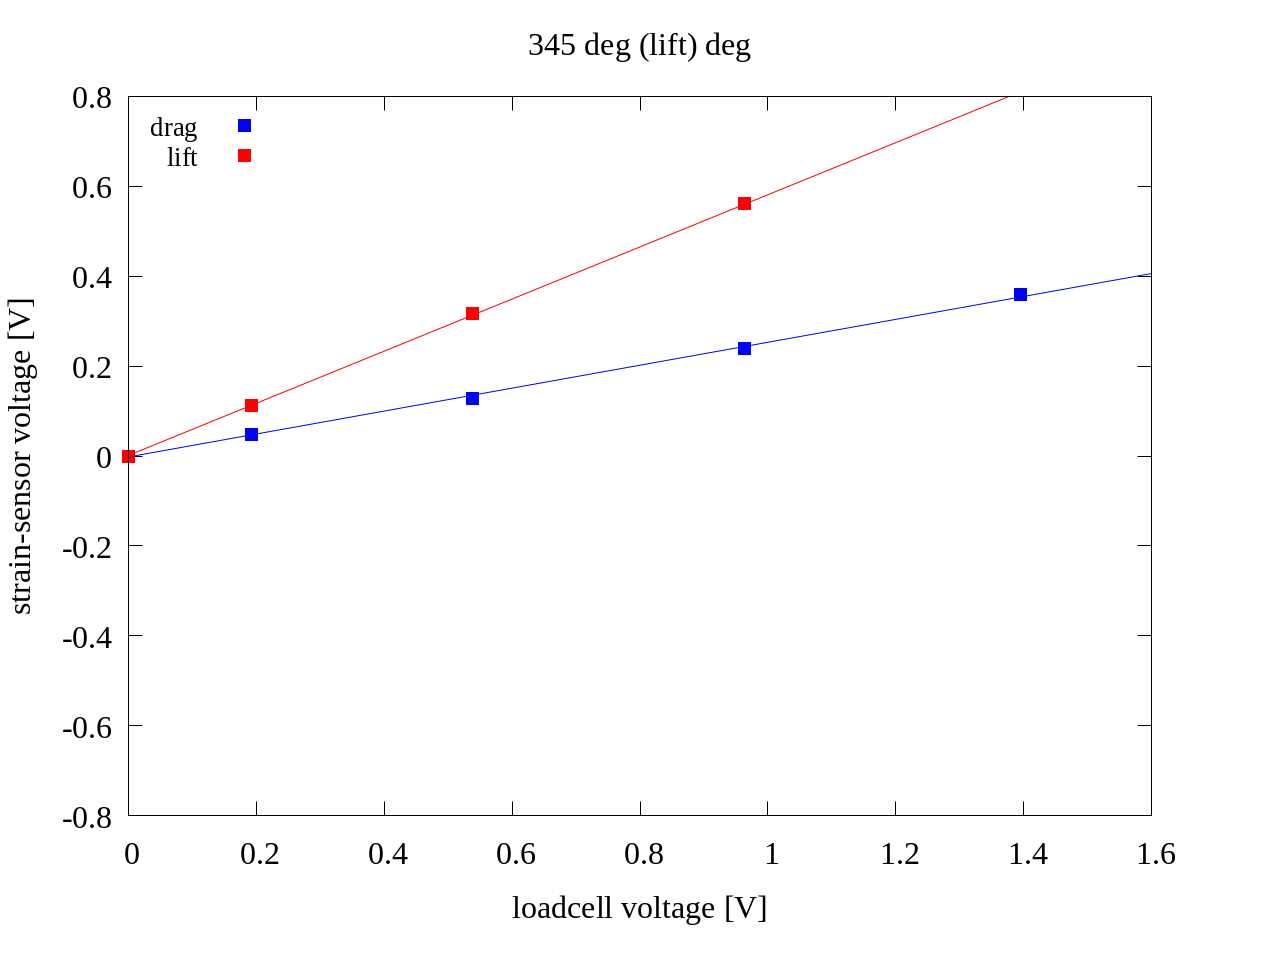 345 deg (lift) deg
drag
lift
0.8
0.6
0.4
0.2
0
-0.2
-0.4
-0.6
-0.8
strain-sensor voltage [V]
0 0.2 0.4 0.6 0.8 1 1.2 1.4 1.6
loadcell voltage [V]